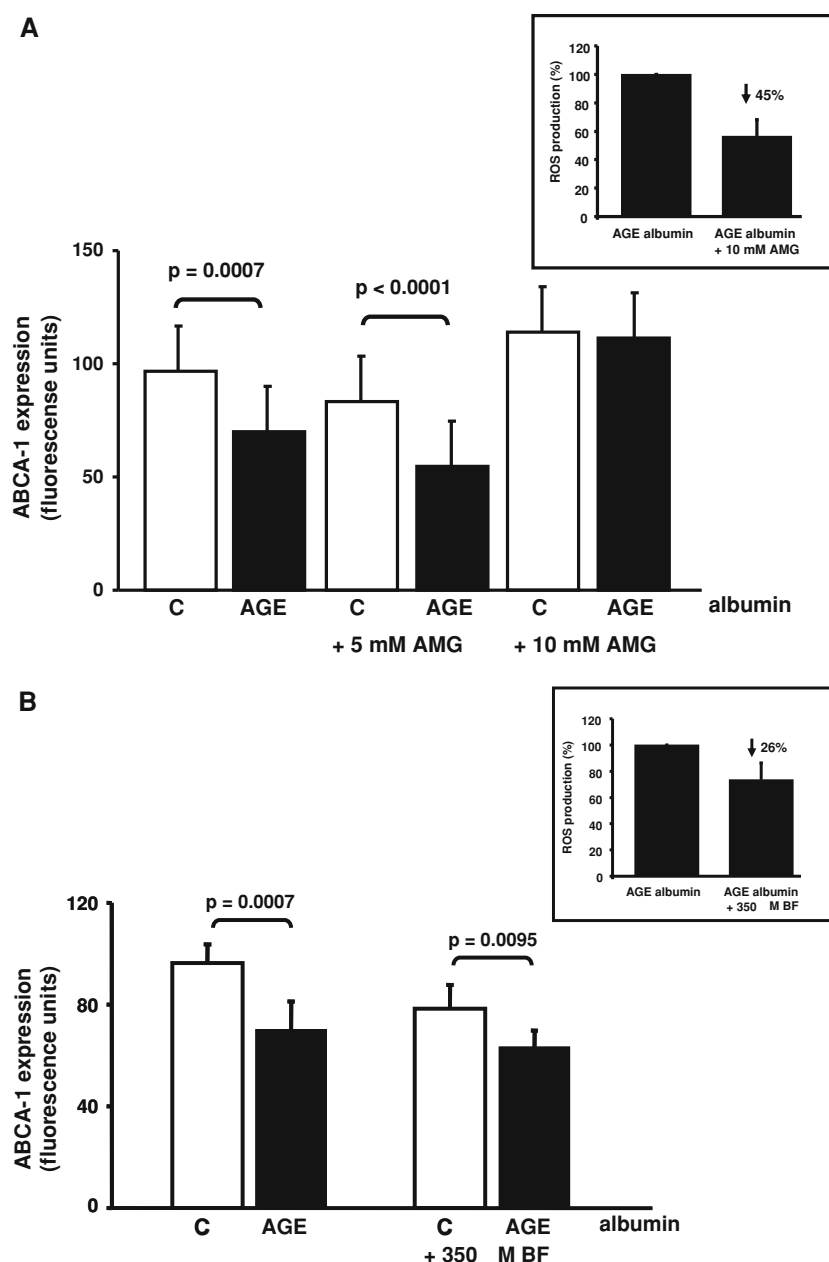 A
120
100
80
60
40
20
0
ROS production (%)
45%
AGE albumin
AGE albumin
+ 10 mM AMG
150
100
50
0
ABCA-1 expression
(fluorescense units)
p = 0.0007
p < 0.0001
C AGE C AGE C AGE albumin
+ 5 mM AMG + 10 mM AMG
B
120
100
80
60
40
20
0
ROS production (%)
26%
AGE albumin
AGE albumin
+ 350 M BF
120
80
40
0
ABCA-1 expression
(fluorescence units)
p = 0.0007
p = 0.0095
C AGE C AGE albumin
+ 350 M BF